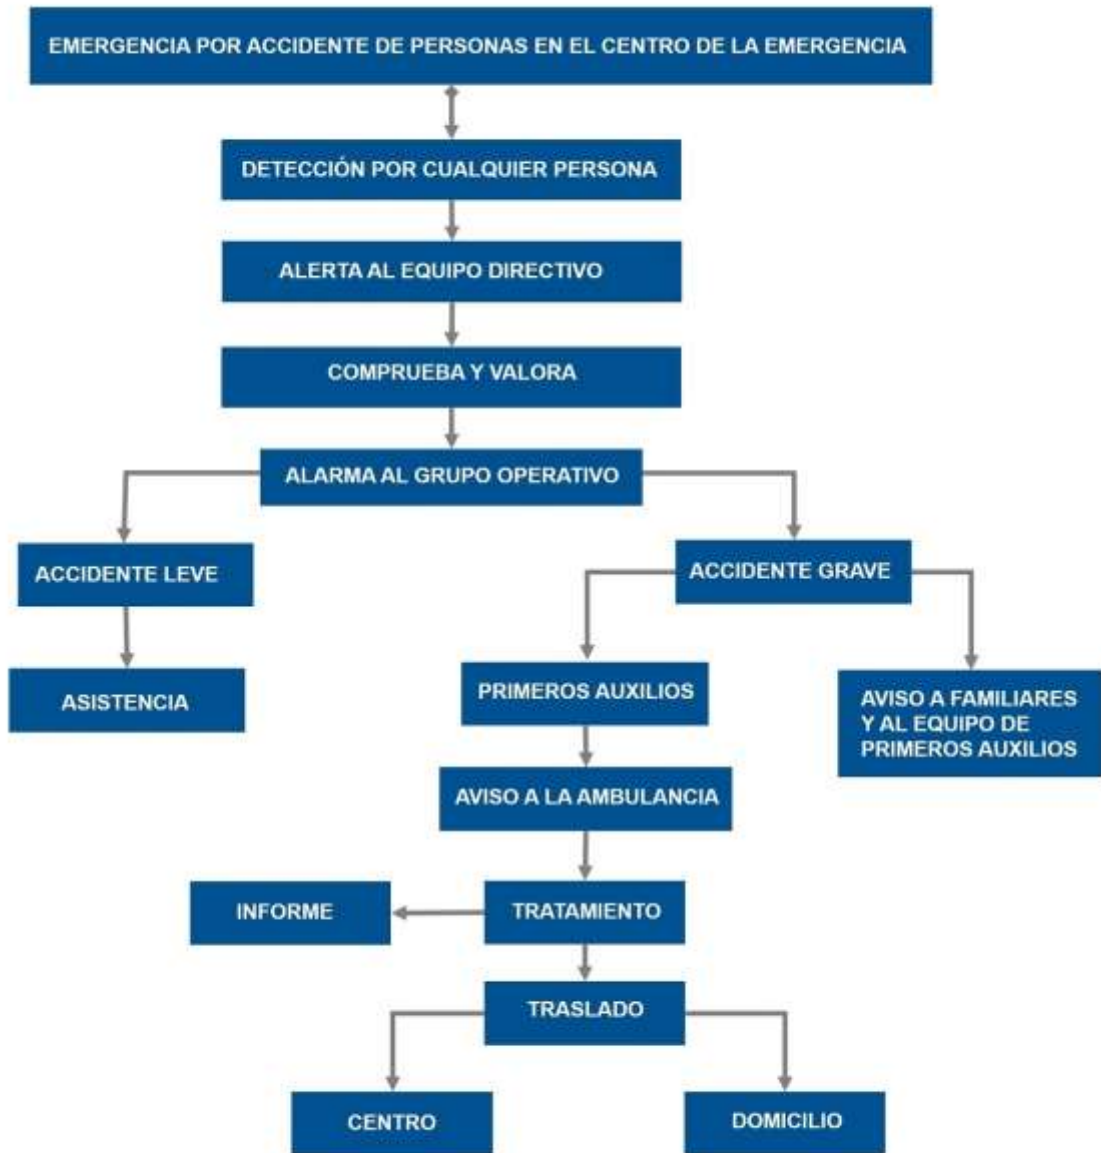 EMERGENCIA POR ACCIDENTE DE PERSONAS EN EL CENTRO DE LA EMERGENCIA
DETECCIÓN POR CUALQUIER PERSONA
ALERTA AL EQUIPO DIRECTIVO
COMPRUEBA Y VALORA
ALARMA AL GRUPO OPERATIVO
ACCIDENTE LEVE
ACCIDENTE GRAVE
ASISTENCIA
PRIMEROS AUXILIOS
AVISO A FAMILIARES
Y AL EQUIPO DE
PRIMEROS AUXILIOS
AVISO A LA AMBULANCIA
INFORME
TRATAMIENTO
TRASLADO
CENTRO
DOMICILIO